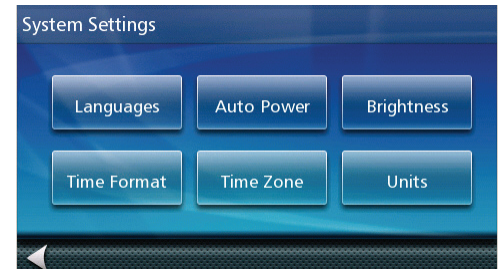 System Settings
Languages Auto Power Brightness
Time Format Time Zone Units